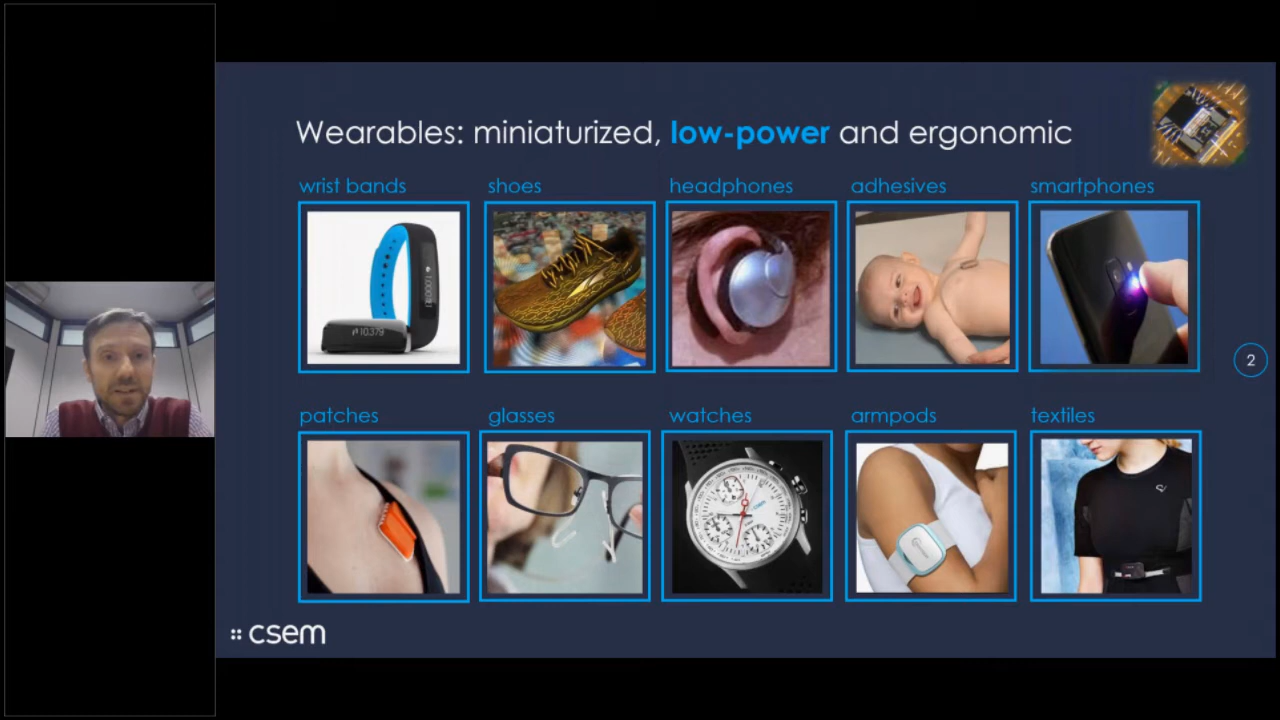 Wearables: miniaturized, low-power and ergonomic
wrist bands
shoes
headphones
adhesives
smartphones
10379
2
patches
glasses
watches
armpods
textiles
csem